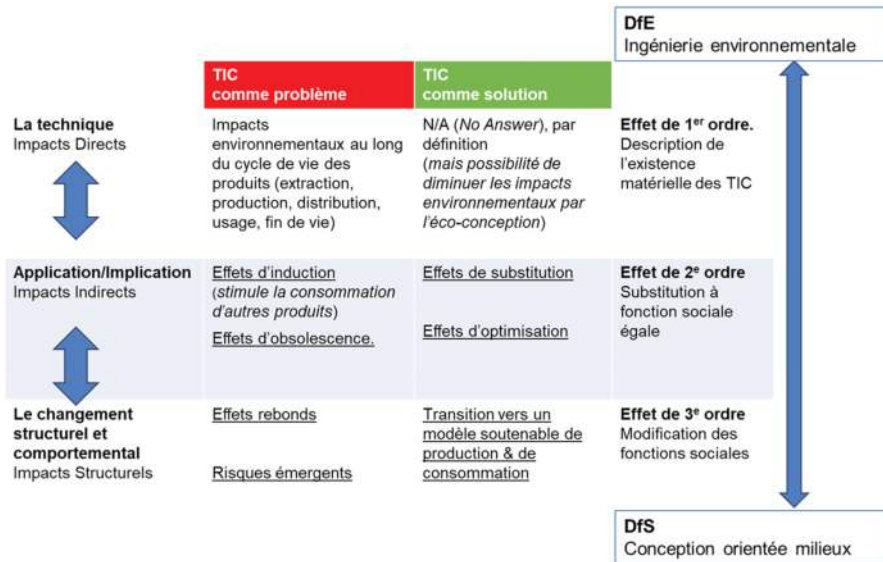 DfE
Ingénierie environnementale
TIC
comme problème
TIC
comme solution
La technique
Impacts Directs
Impacts
environnementaux au long
du cycle de vie des
produits (extraction,
production, distribution,
usage, fin de vie)
N/A (No Answer), par
définition
(mais possibilité de
diminuer les impacts
environnementaux par
l'éco-conception)
Effet de 1er ordre.
Description de
l'existence
matérielle des TIC
Application/Implication
Impacts Indirects
Effets d'induction
(stimule la consommation
d'autres produits)
Effets d'obsolescence.
Effets de substitution
Effets d'optimisation
Effet de 2e ordre
Substitution à
fonction sociale
égale
Le changement
structurel et
comportemental
Impacts Structurels
Effets rebonds
Risques émergents
Transition vers un
modèle soutenable de
production & de
consommation
Effet de 3e ordre
Modification des
fonctions sociales
DfS
Conception orientée milieux